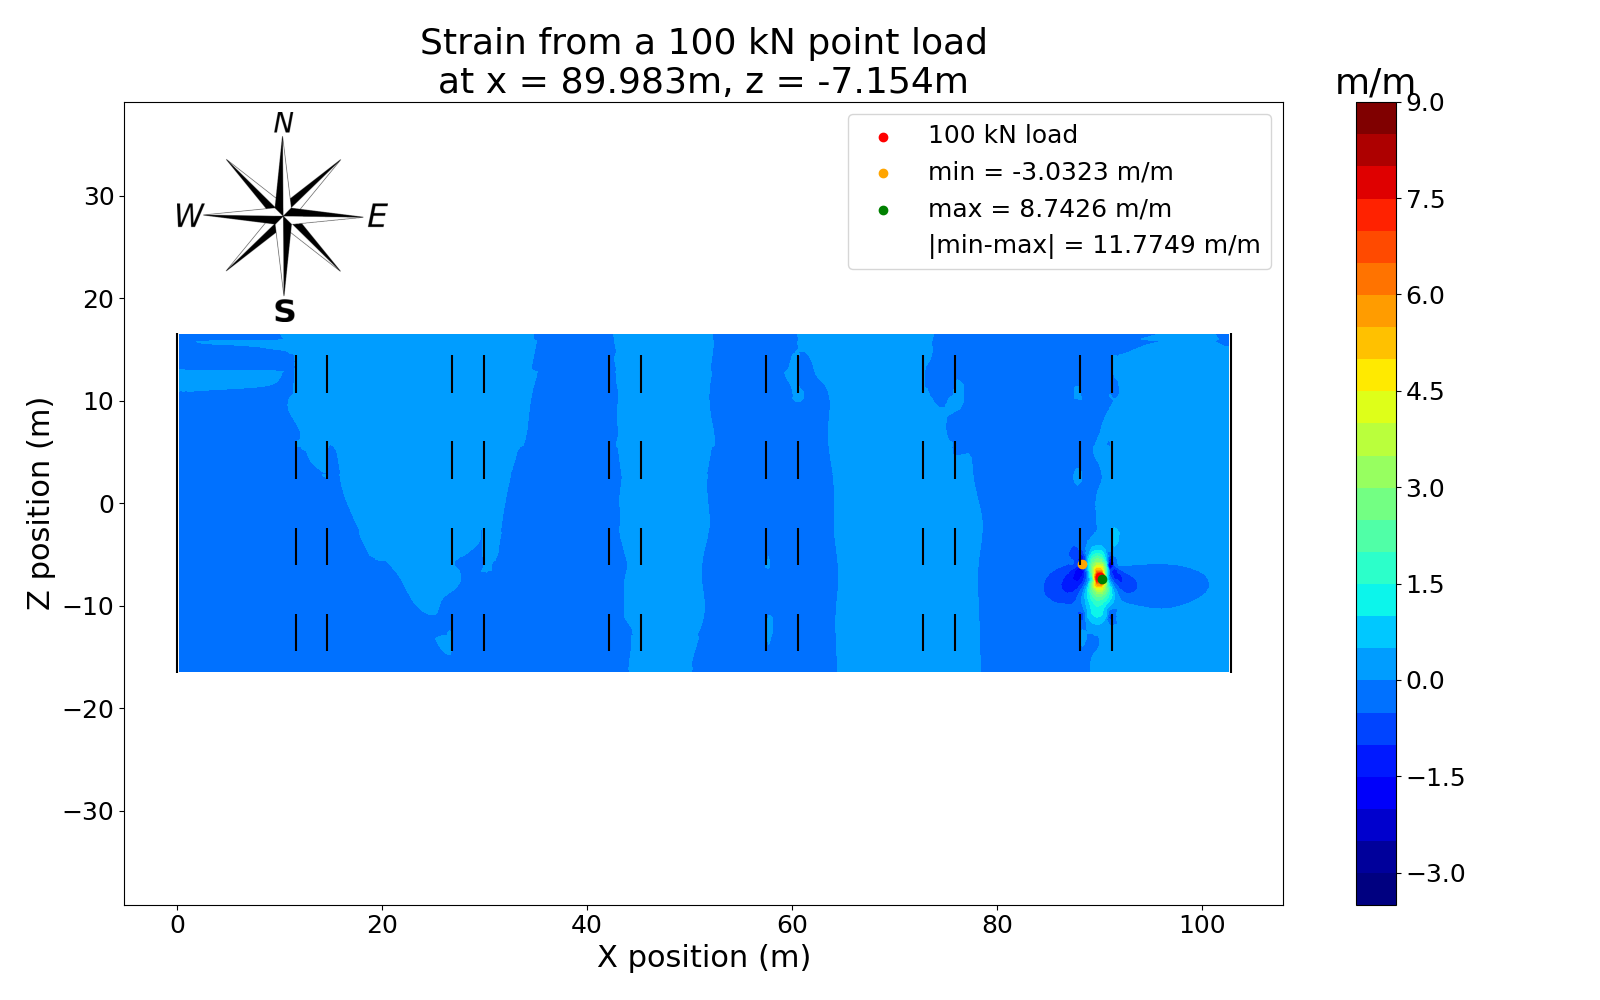 Strain from a 100 kN point load
at x = 89.983m, z = -7.154m
m/m
N
W
E
S
100 kN load
min = -3.0323 m/m
max = 8.7426 m/m
|min-max| = 11.7749 m/m
Z position (m)
30
20
10
0
−10
−20
−30
0
20
40
60
80
100
X position (m)
9.0
7.5
6.0
4.5
3.0
1.5
0.0
−1.5
−3.0